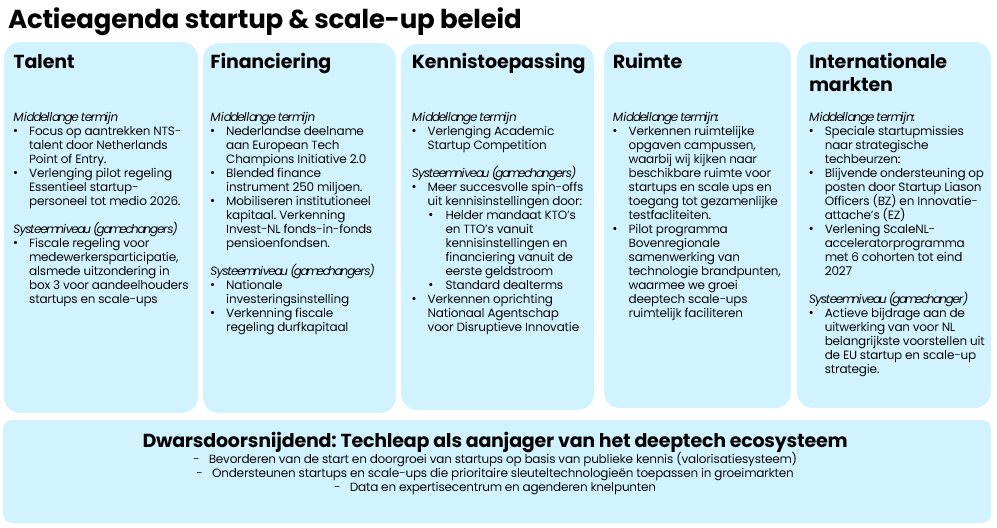 Actieagenda startup & scale-up beleid
Talent
Middellange termijn
• Focus op aantrekken NTS-
talent door Netherlands
Point of Entry.
• Verlenging pilot regeling
Essentieel startup-
personeel tot medio 2026.
Systeemniveau (gamechangers)
• Fiscale regeling voor
medewerkersparticipatie,
alsmede uitzondering in
box 3 voor aandeelhouders
startups en scale-ups
Financiering
Middellange termijn
• Nederlandse deelname
aan European Tech
Champions Initiative 2.0
• Blended finance
instrument 250 miljoen.
• Mobiliseren institutioneel
kapitaal. Verkenning
Invest-NL fonds-in-fonds
pensioenfondsen.
Systeemniveau (gamechangers)
• Nationale
investeringsinstelling
• Verkenning fiscale
regeling durfkapitaal
Kennistoepassing
Middellange termijn
• Verlenging Academic
Startup Competition
Systeemniveau (gamechangers)
• Meer succesvolle spin-offs
uit kennisinstellingen door:
• Helder mandaat KTO's
en TTO's vanuit
kennisinstellingen en
financiering vanuit de
eerste geldstroom
• Standard dealterms
• Verkennen oprichting
Nationaal Agentschap
voor Disruptieve Innovatie
Ruimte
Middellange termijn:
• Verkennen ruimtelijke
opgaven campussen,
waarbij wij kijken naar
beschikbare ruimte voor
startups en scale ups en
toegang tot gezamenlijke
testfaciliteiten.
• Pilot programma
Bovenregionale
samenwerking van
technologie brandpunten,
waarmee we groei
deeptech scale-ups
ruimtelijk faciliteren
Internationale
markten
Middellange termijn:
• Speciale startupmissies
naar strategische
techbeurzen:
• Blijvende ondersteuning op
posten door Startup Liason
Officers (BZ) en Innovatie-
attache's (EZ)
• Verlening ScaleNL-
acceleratorprogramma
met 6 cohorten tot eind
2027
Systeemniveau (gamechanger)
• Actieve bijdrage aan de
uitwerking van voor NL
belangrijkste voorstellen uit
de EU startup en scale-up
strategie.
Dwarsdoorsnijdend: Techleap als aanjager van het deeptech ecosysteem
- Bevorderen van de start en doorgroei van startups op basis van publieke kennis (valorisatiesysteem)
- Ondersteunen startups en scale-ups die prioritaire sleuteltechnologieën toepassen in groeimarkten
- Data en expertisecentrum en agenderen knelpunten